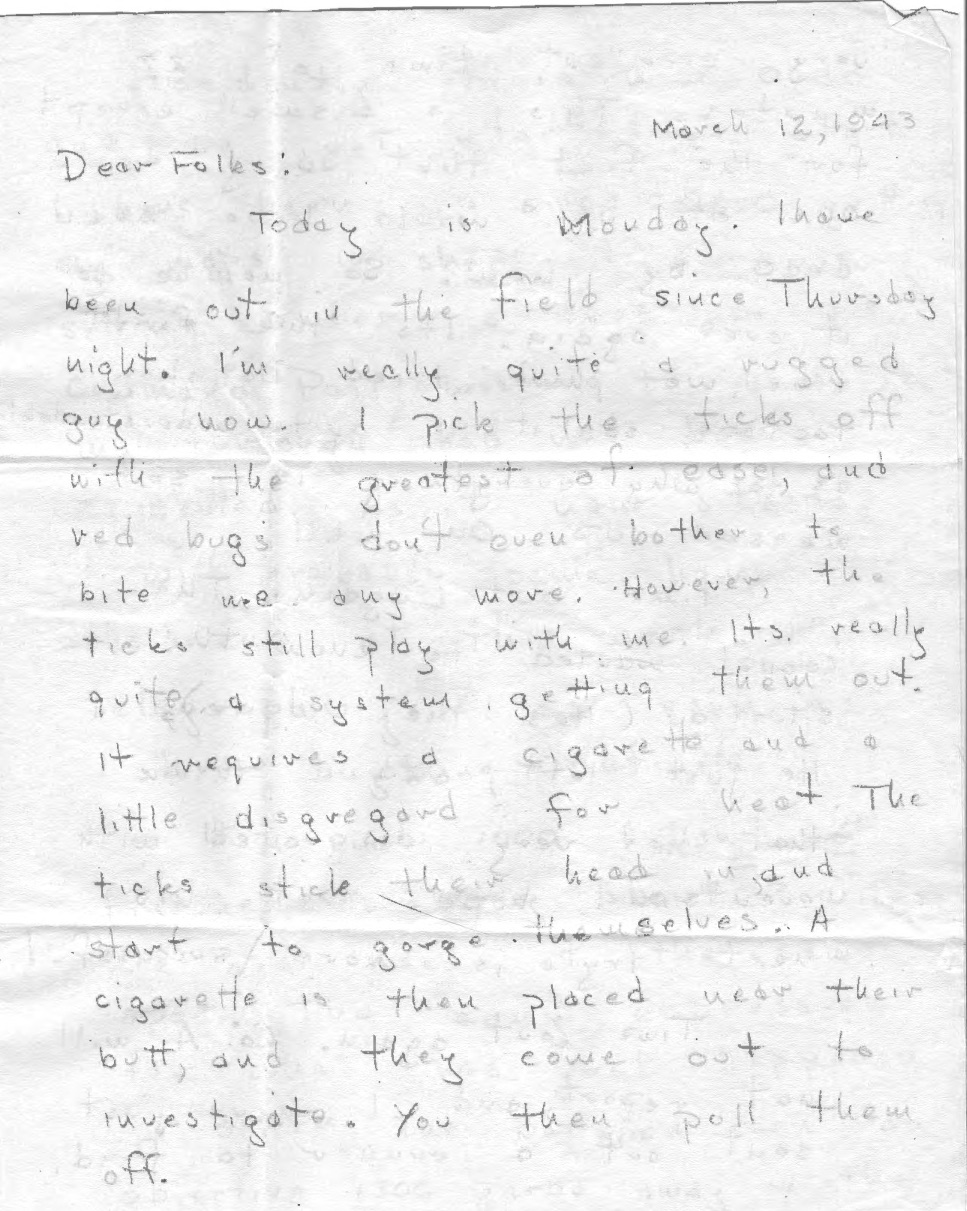 March 12, 1943
Dear Folks:
Today is Monday. I have
been out in the field since Thursday
night. I'm really quite a rugged
guy now. I pick the ticks off
with the greatest of ease, and
red bugs don't even bother to
bite me any more. However, the
ticks still play with me. Its really
quite a system getting them out.
It requires a cigarette and a
little disgregard for heat The
ticks stick their head in, and
start to gorge themselves. A
cigarette is then placed near their
butt, and they come out to
investigate. You then poll them
off.